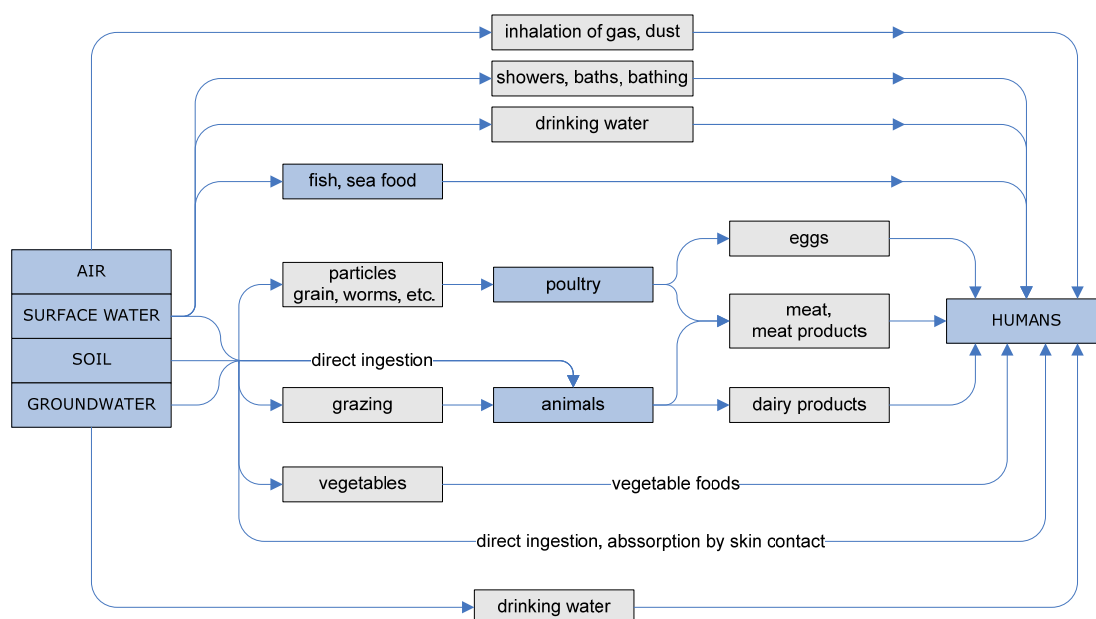 inhalation of gas, dust
showers, baths, bathing
drinking water
fish, sea food
eggs
AIR
particles
grain, worms, etc.
poultry
SURFACE WATER
meat,
meat products
HUMANS
SOIL
direct ingestion
GROUNDWATER
grazing
animals
dairy products
vegetables
vegetable foods
direct ingestion, abssorption by skin contact
drinking water